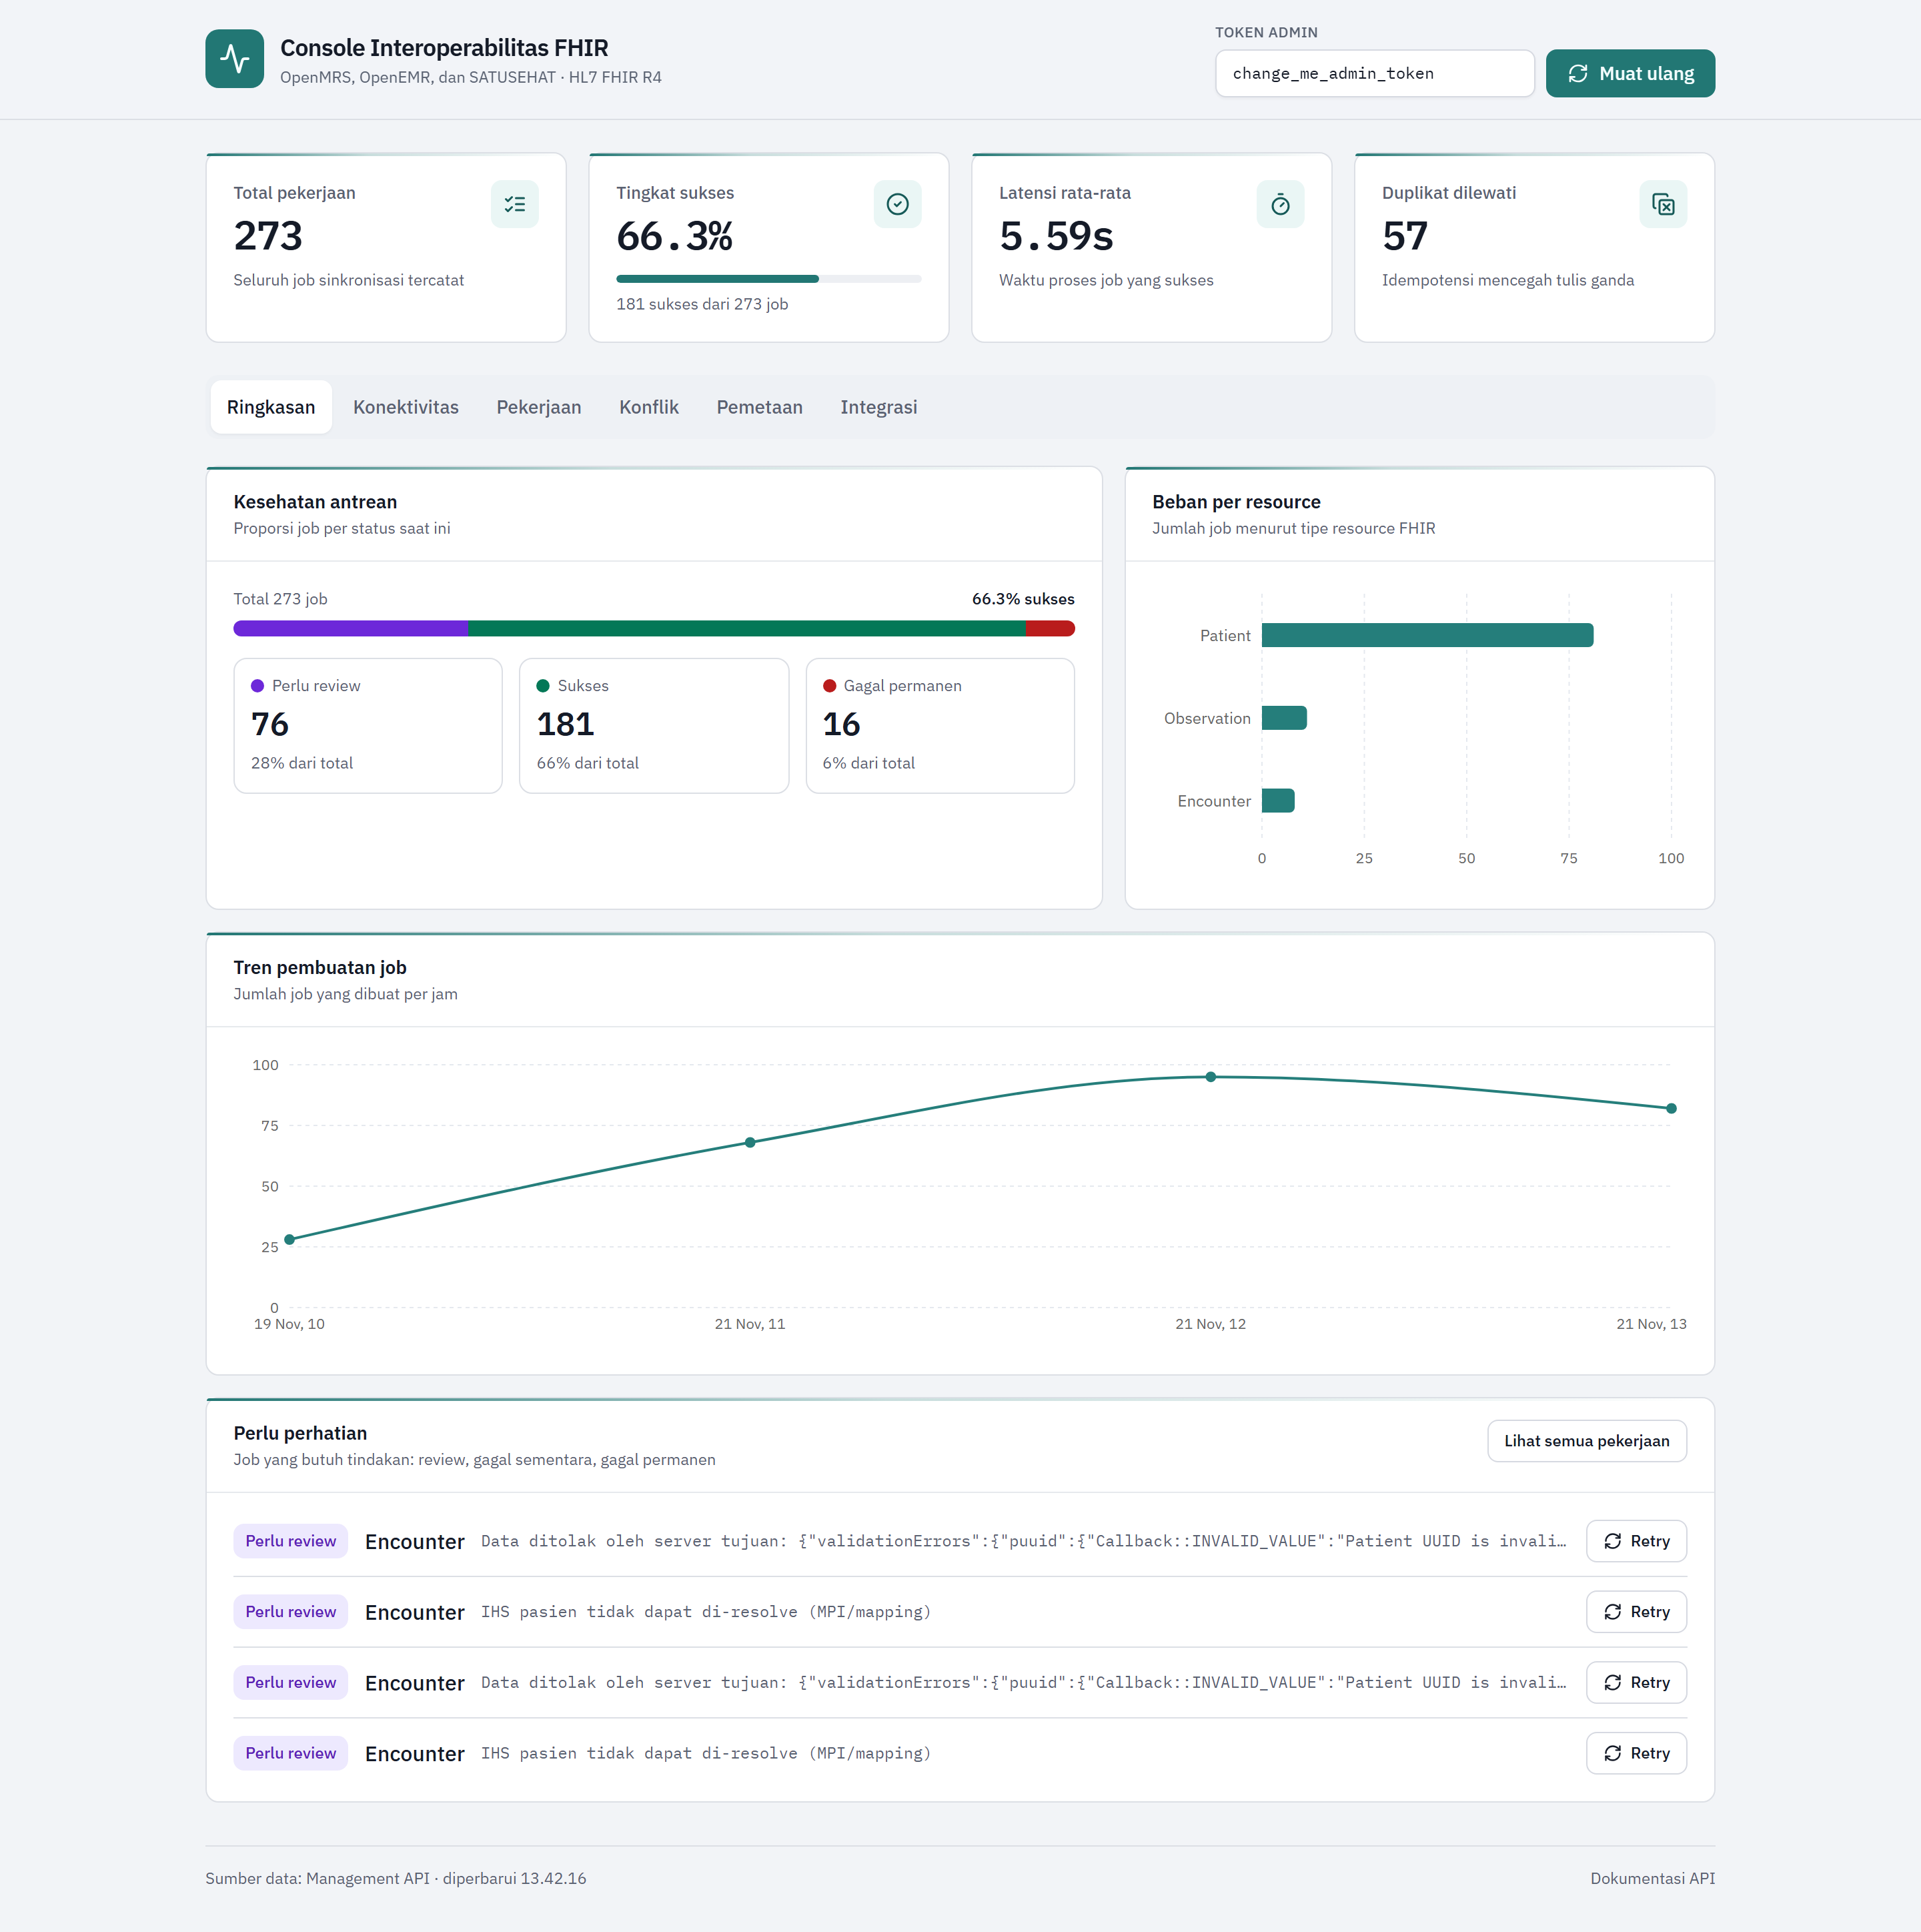 Console Interoperabilitas FHIR
OpenMRS, OpenEMR, dan SATUSEHAT · HL7 FHIR R4
TOKEN ADMIN
change_me_admin_token
Muat ulang
Total pekerjaan
273
Seluruh job sinkronisasi tercatat
Tingkat sukses
66.3%
181 sukses dari 273 job
Latensi rata-rata
5.59s
Waktu proses job yang sukses
Duplikat dilewati
57
Idempotensi mencegah tulis ganda
Ringkasan
Konektivitas
Pekerjaan
Konflik
Pemetaan
Integrasi
Kesehatan antrean
Proporsi job per status saat ini
Total 273 job
66.3% sukses
Perlu review
76
28% dari total
Sukses
181
66% dari total
Gagal permanen
16
6% dari total
Beban per resource
Jumlah job menurut tipe resource FHIR
Patient
Observation
Encounter
0 25 50 75 100
Tren pembuatan job
Jumlah job yang dibuat per jam
100
75
50
25
0
19 Nov, 10 21 Nov, 11 21 Nov, 12 21 Nov, 13
Perlu perhatian
Job yang butuh tindakan: review, gagal sementara, gagal permanen
Lihat semua pekerjaan
Perlu review Encounter Data ditolak oleh server tujuan: {"validationErrors":{"puuid":{"Callback::INVALID_VALUE":"Patient UUID is invali… Retry
Perlu review Encounter IHS pasien tidak dapat di-resolve (MPI/mapping) Retry
Perlu review Encounter Data ditolak oleh server tujuan: {"validationErrors":{"puuid":{"Callback::INVALID_VALUE":"Patient UUID is invali… Retry
Perlu review Encounter IHS pasien tidak dapat di-resolve (MPI/mapping) Retry
Sumber data: Management API · diperbarui 13.42.16
Dokumentasi API